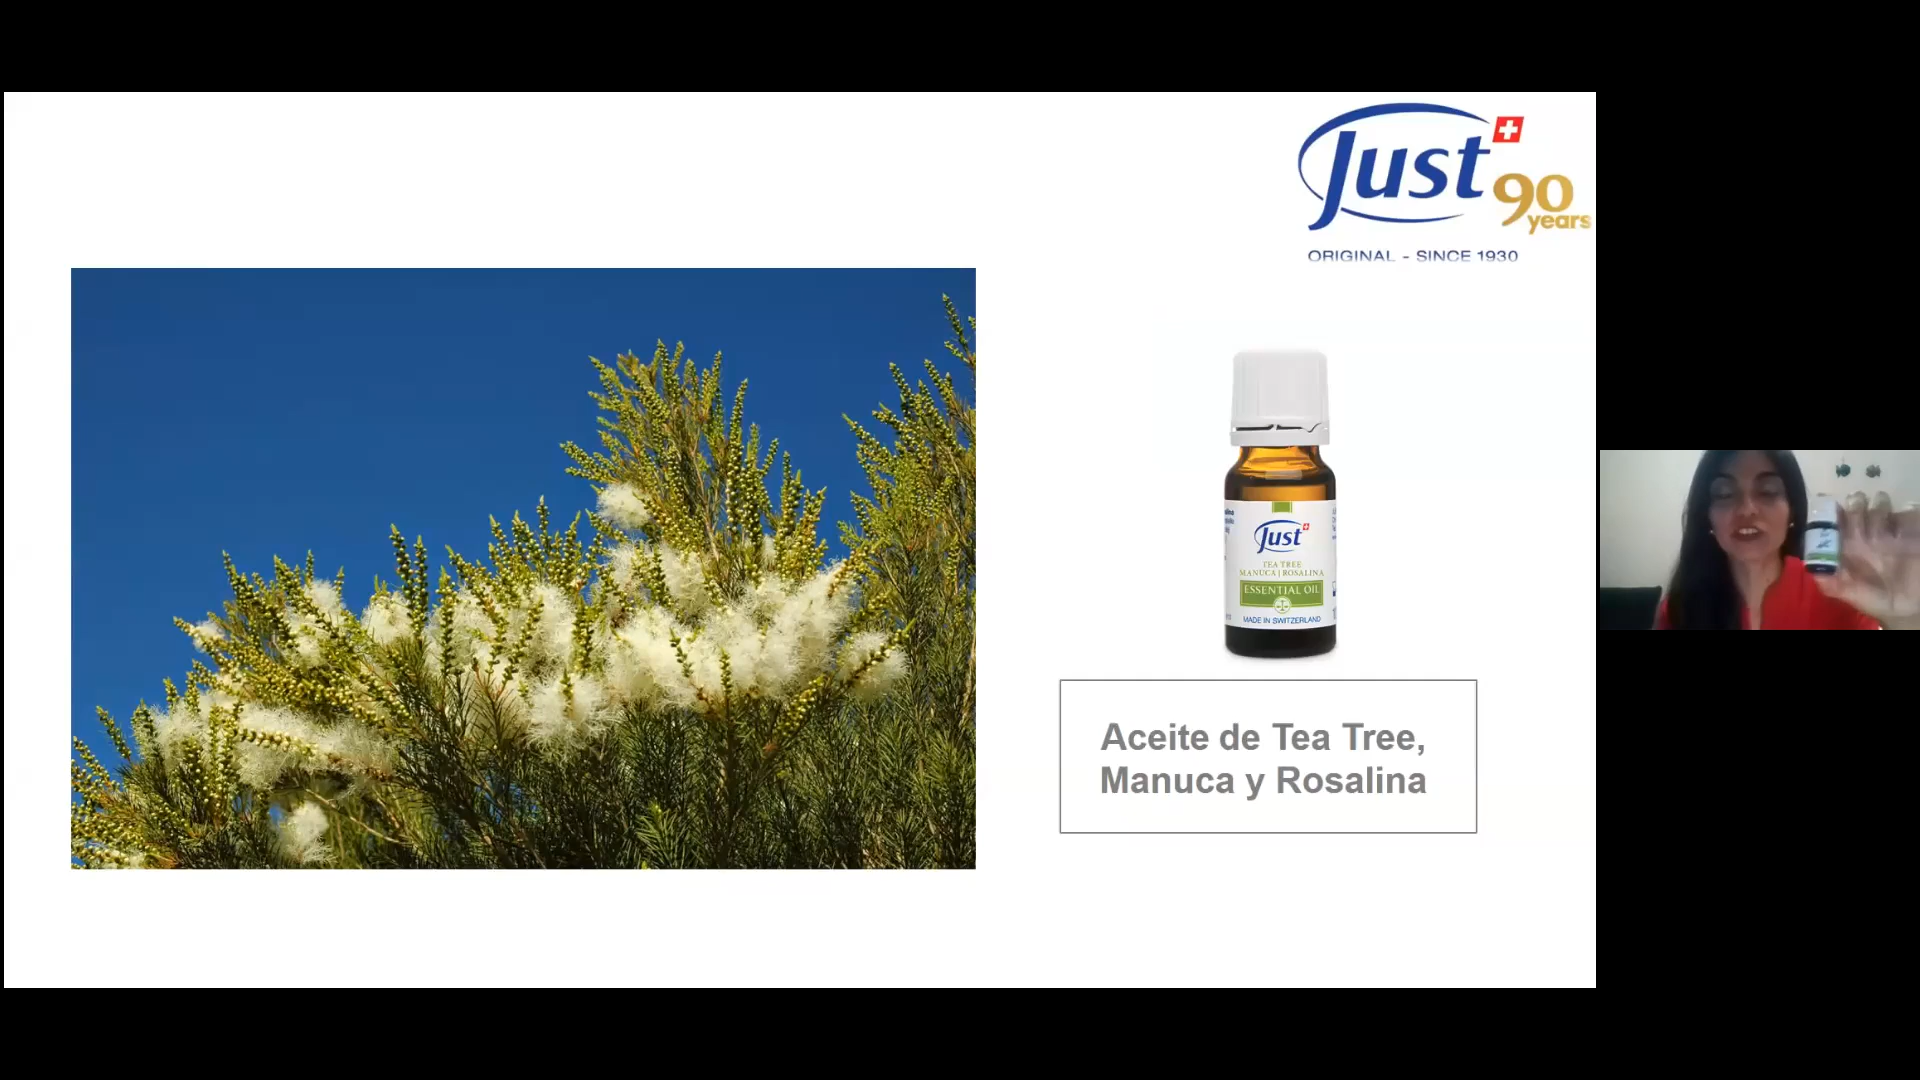 Just
90
years
ORIGINAL - SINCE 1930
Just
TEA TREE
MANUCA | ROSALINA
ESSENTIAL OIL
MADE IN SWITZERLAND
Aceite de Tea Tree,
Manuca y Rosalina